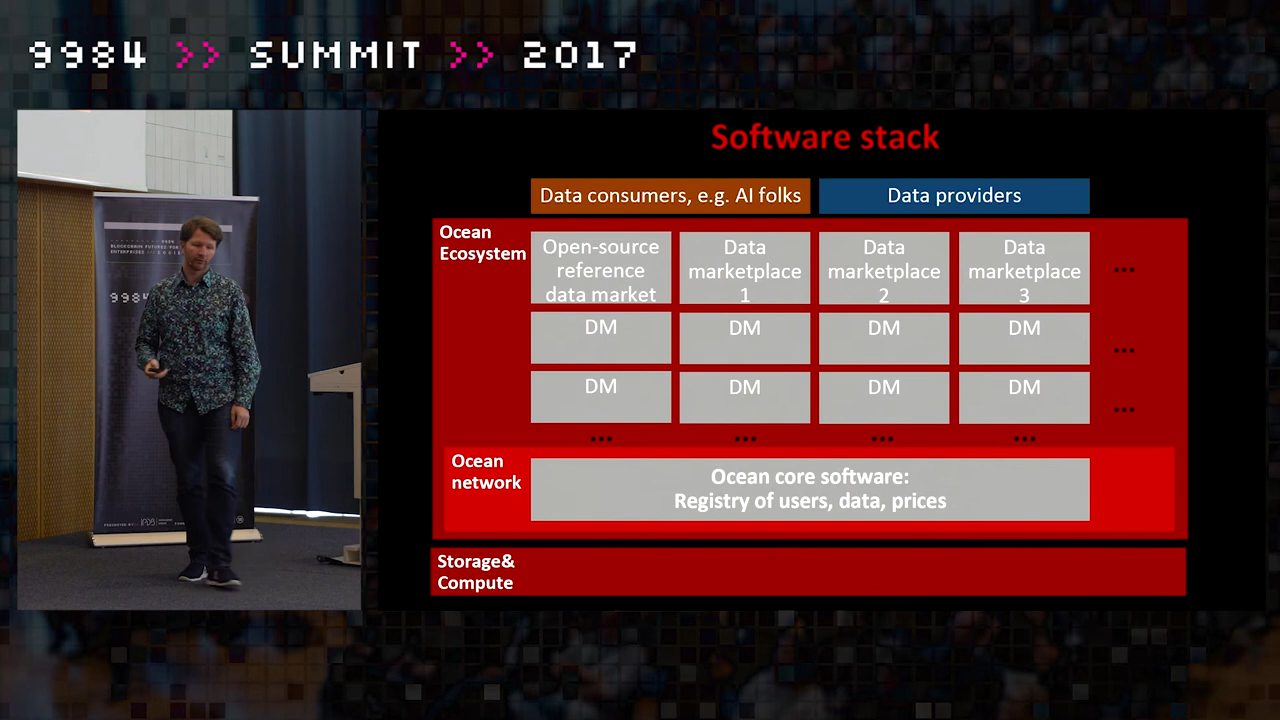 9984 >> SUMMIT >> 2017
Software stack
Data consumers, e.g. AI folks
Data providers
Ocean
Ecosystem
Open-source
reference
data market
Data
marketplace
1
Data
marketplace
2
Data
marketplace
3
...
DM
DM
DM
DM
...
DM
DM
DM
DM
...
...
...
...
...
Ocean
network
Ocean core software:
Registry of users, data, prices
Storage&
Compute
9984